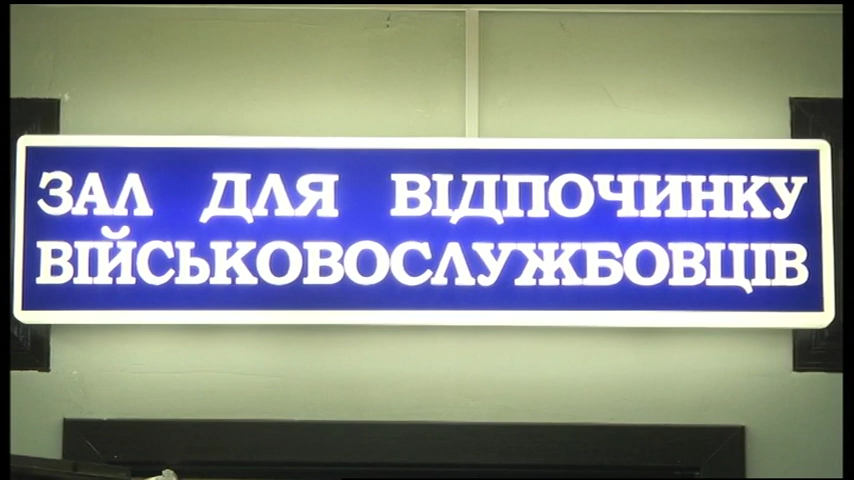 ЗАЛ ДЛЯ ВІДПОЧИНКУ
ВІЙСЬКОВОСЛУЖБОВЦІВ